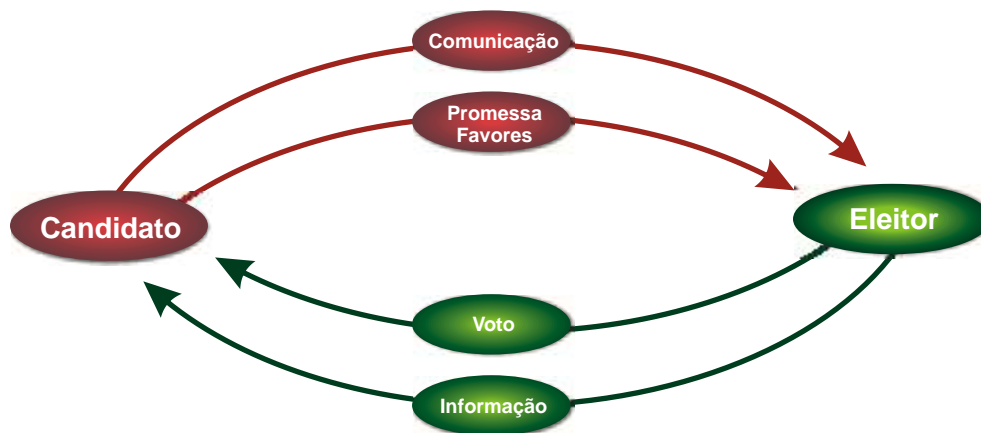 Comunicação
Promessa
Favores
Candidato
Eleitor
Voto
Informação